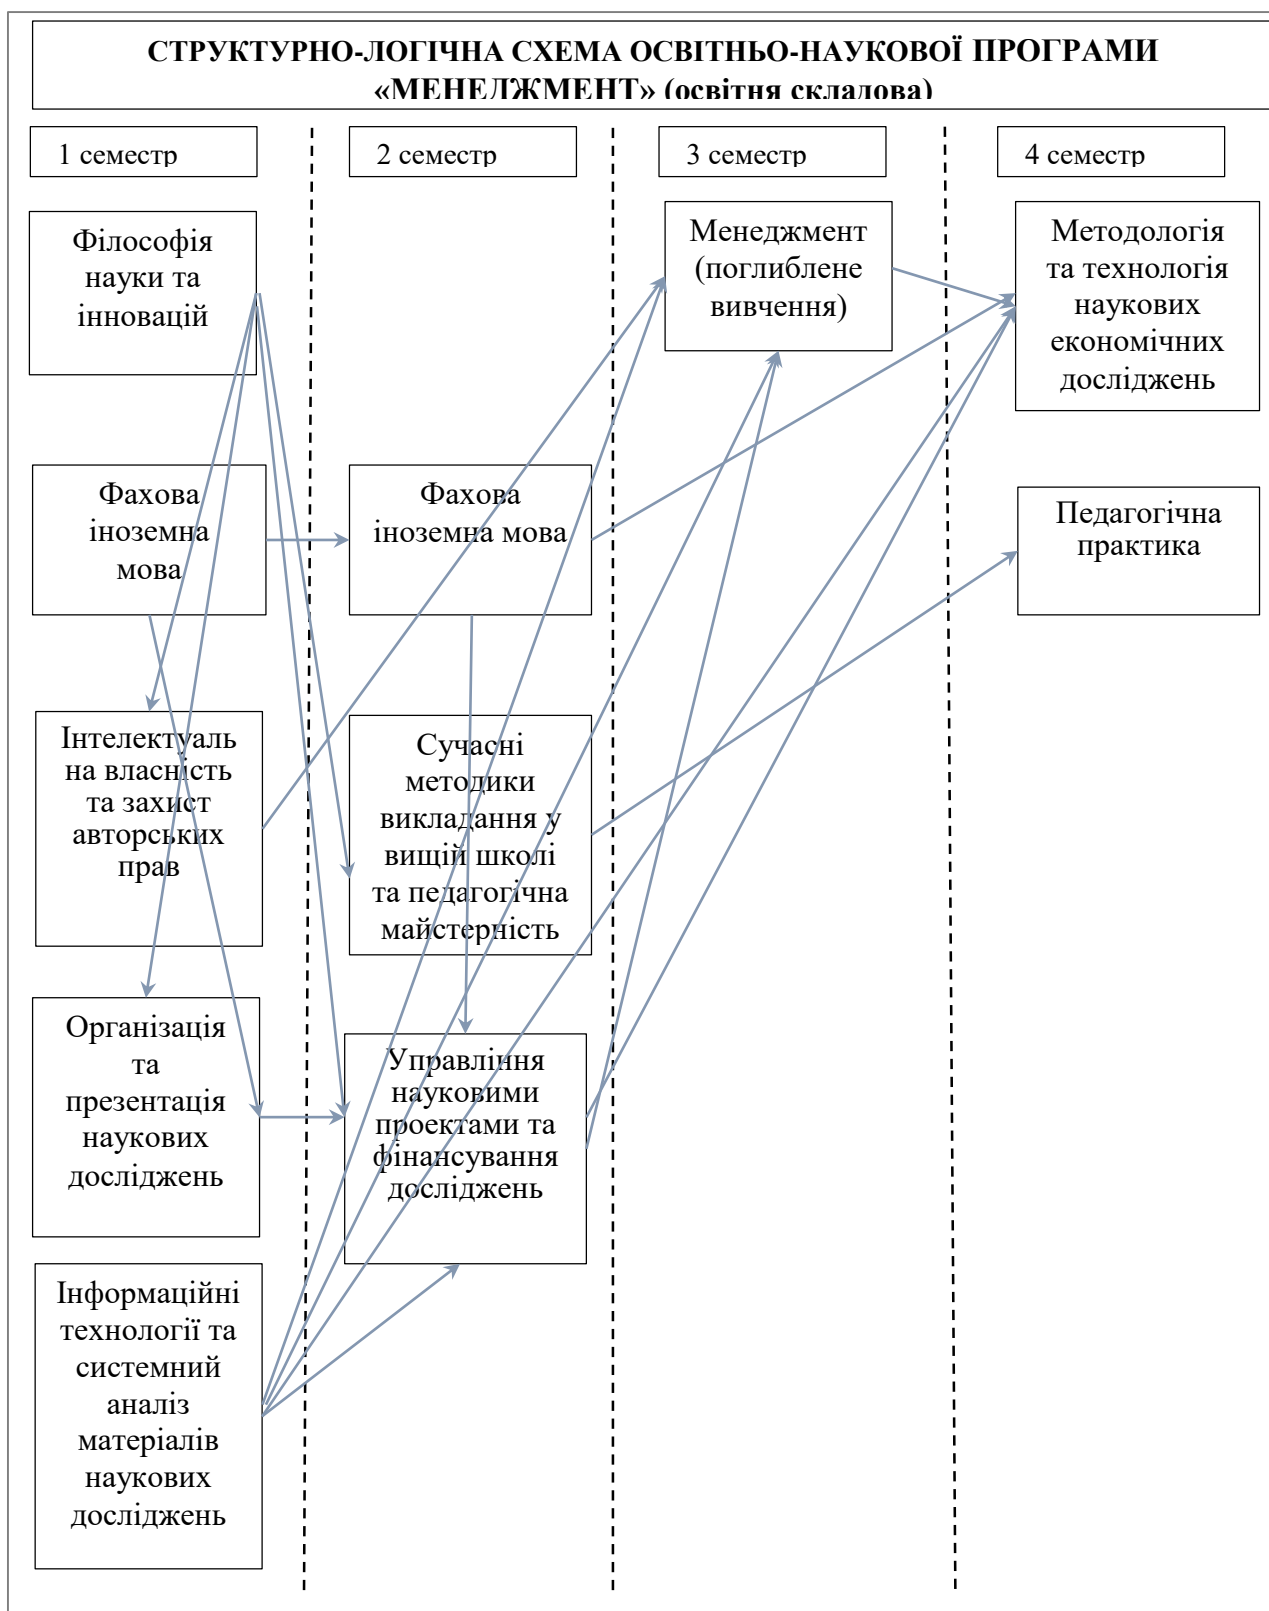 СТРУКТУРНО-ЛОГІЧНА СХЕМА ОСВІТНЬО-НАУКОВОЇ ПРОГРАМИ
«МЕНЕДЖМЕНТ» (освітня складова)
1 семестр
2 семестр
3 семестр
4 семестр
Філософія
науки та
інновацій
Менеджмент
(поглиблене
вивчення)
Методологія
та технологія
наукових
економічних
досліджень
Фахова
іноземна
мова
Фахова
іноземна мова
Педагогічна
практика
Інтелектуаль
на власність
та захист
авторських
прав
Сучасні
методики
викладання у
вищій школі
та педагогічна
майстерність
Організація
та
презентація
наукових
досліджень
Управління
науковими
проектами та
фінансування
досліджень
Інформаційні
технології та
системний
аналіз
матеріалів
наукових
досліджень